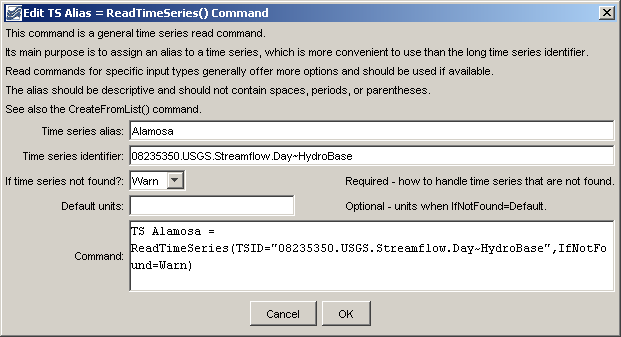 Edit TS Alias = ReadTimeSeries() Command
This command is a general time series read command.
Its main purpose is to assign an alias to a time series, which is more convenient to use than the long time series identifier.
Read commands for specific input types generally offer more options and should be used if available.
The alias should be descriptive and should not contain spaces, periods, or parentheses.
See also the CreateFromList() command.
Time series alias: Alamosa
Time series identifier: 08235350.USGS.Streamflow.Day~HydroBase
If time series not found?: Warn Required - how to handle time series that are not found.
Default units: Optional - units when IfNotFound=Default.
TS Alamosa =
ReadTimeSeries(TSID="08235350.USGS.Streamflow.Day~HydroBase",IfNotFo
Command: und=Warn)
Cancel OK